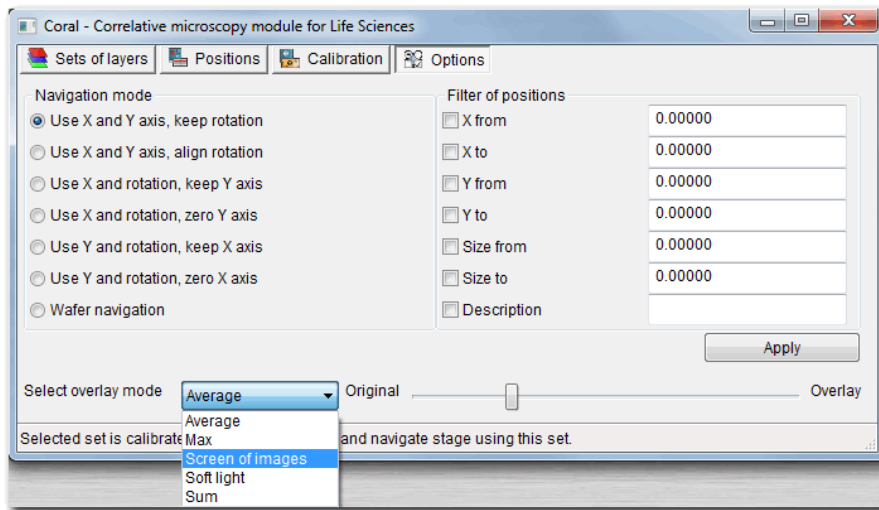 Coral - Correlative microscopy module for Life Sciences
Sets of layers Positions Calibration Options
Navigation mode
Use X and Y axis, keep rotation
Use X and Y axis, align rotation
Use X and rotation, keep Y axis
Use X and rotation, zero Y axis
Use Y and rotation, keep X axis
Use Y and rotation, zero X axis
Wafer navigation
Filter of positions
X from 0.00000
X to 0.00000
Y from 0.00000
Y to 0.00000
Size from 0.00000
Size to 0.00000
Description
Apply
Select overlay mode Average Original Overlay
Average
Max
Screen of images
Soft light
Sum
Selected set is calibrate and navigate stage using this set.